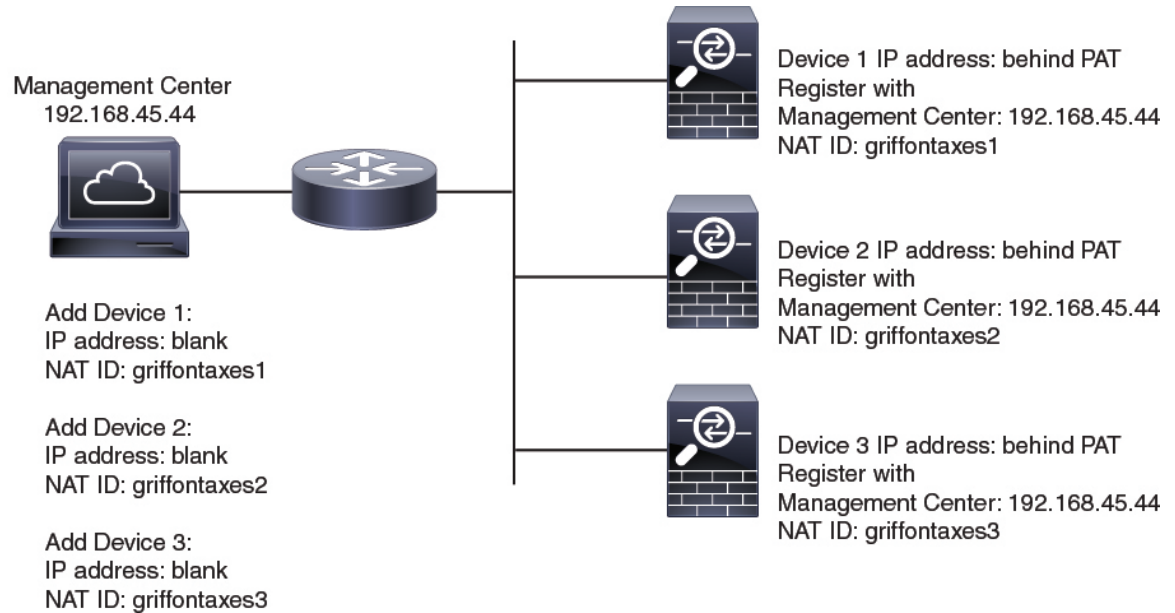 Management Center
192.168.45.44
Add Device 1:
IP address: blank
NAT ID: griffontaxes1
Add Device 2:
IP address: blank
NAT ID: griffontaxes2
Add Device 3:
IP address: blank
NAT ID: griffontaxes3
Device 1 IP address: behind PAT
Register with
Management Center: 192.168.45.44
NAT ID: griffontaxes1
Device 2 IP address: behind PAT
Register with
Management Center: 192.168.45.44
NAT ID: griffontaxes2
Device 3 IP address: behind PAT
Register with
Management Center: 192.168.45.44
NAT ID: griffontaxes3